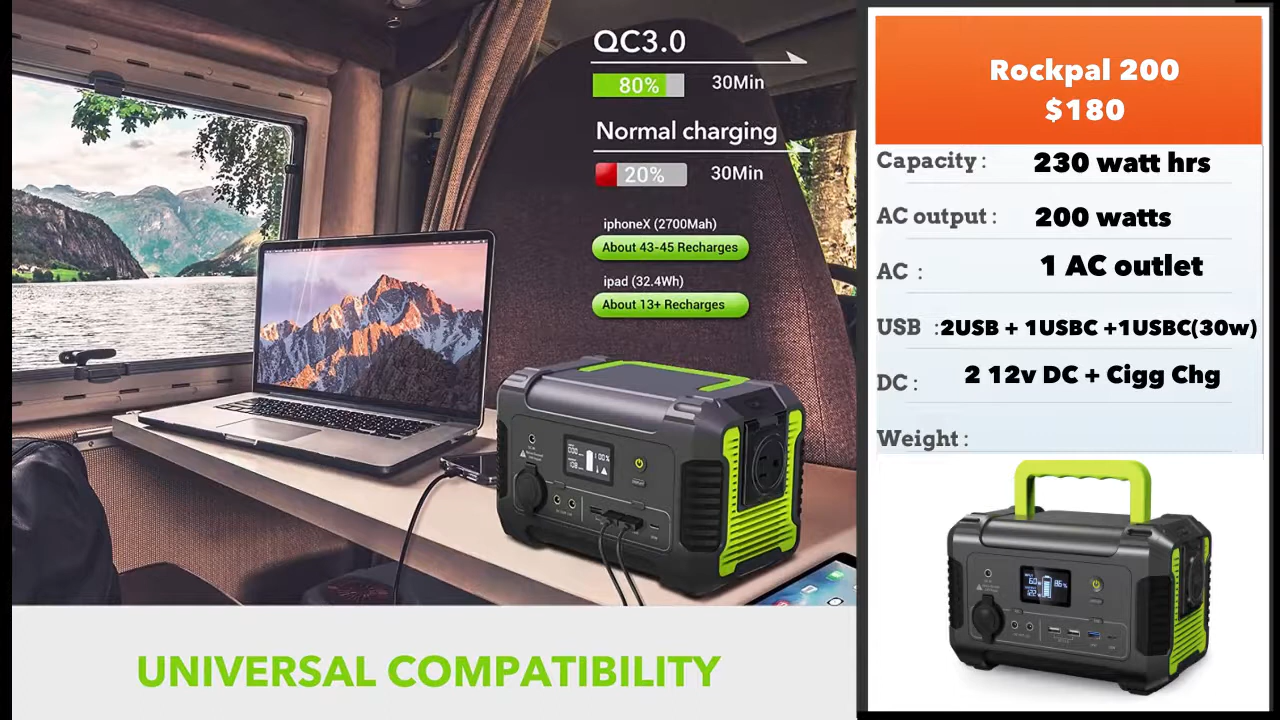 QC3.0
80% 30Min
Normal charging
20% 30Min
iphoneX (2700Mah)
About 43-45 Recharges
ipad (32.4Wh)
About 13+ Recharges
UNIVERSAL COMPATIBILITY
Rockpal 200
$180
Capacity : 230 watt hrs
AC output : 200 watts
AC : 1 AC outlet
USB :2USB + 1USBC +1USBC(30w)
DC : 2 12v DC + Cigg Chg
Weight :